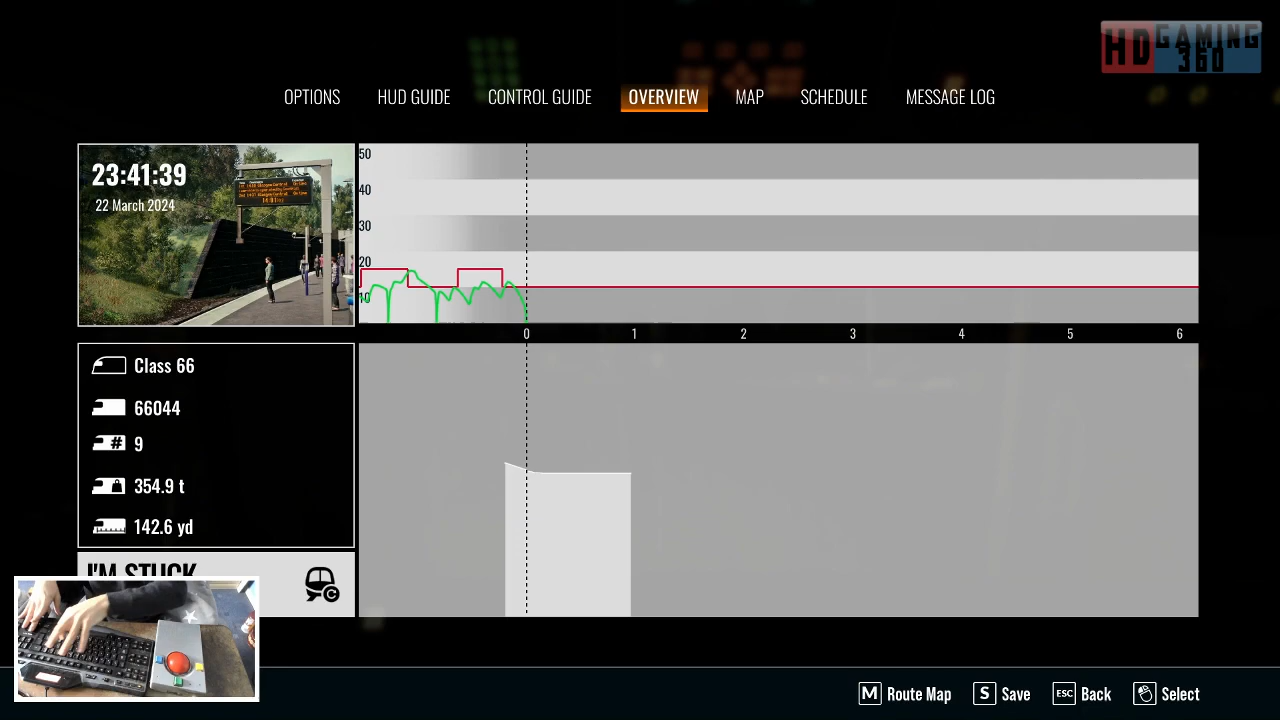 HD GAMING 360
OPTIONS
HUD GUIDE
CONTROL GUIDE
OVERVIEW
MAP
SCHEDULE
MESSAGE LOG
23:41:39
22 March 2024
50
40
30
20
10
0
1
2
3
4
5
6
Class 66
66044
# 9
354.9 t
142.6 yd
I'M STUCK
M Route Map
S Save
ESC Back
Select